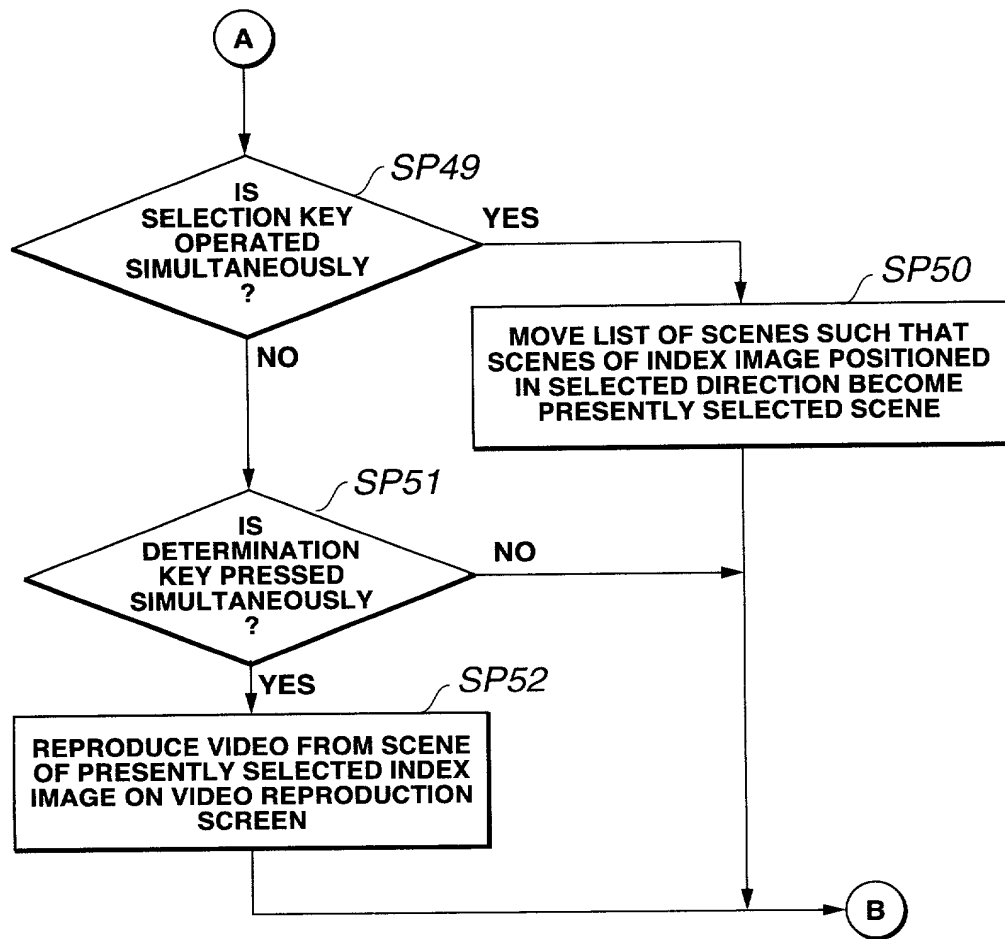 A
SP49
IS
SELECTION KEY
OPERATED
SIMULTANEOUSLY
?
YES
NO
SP50
MOVE LIST OF SCENES SUCH THAT
SCENES OF INDEX IMAGE POSITIONED
IN SELECTED DIRECTION BECOME
PRESENTLY SELECTED SCENE
SP51
IS
DETERMINATION
KEY PRESSED
SIMULTANEOUSLY
?
NO
YES
SP52
REPRODUCE VIDEO FROM SCENE
OF PRESENTLY SELECTED INDEX
IMAGE ON VIDEO REPRODUCTION
SCREEN
B